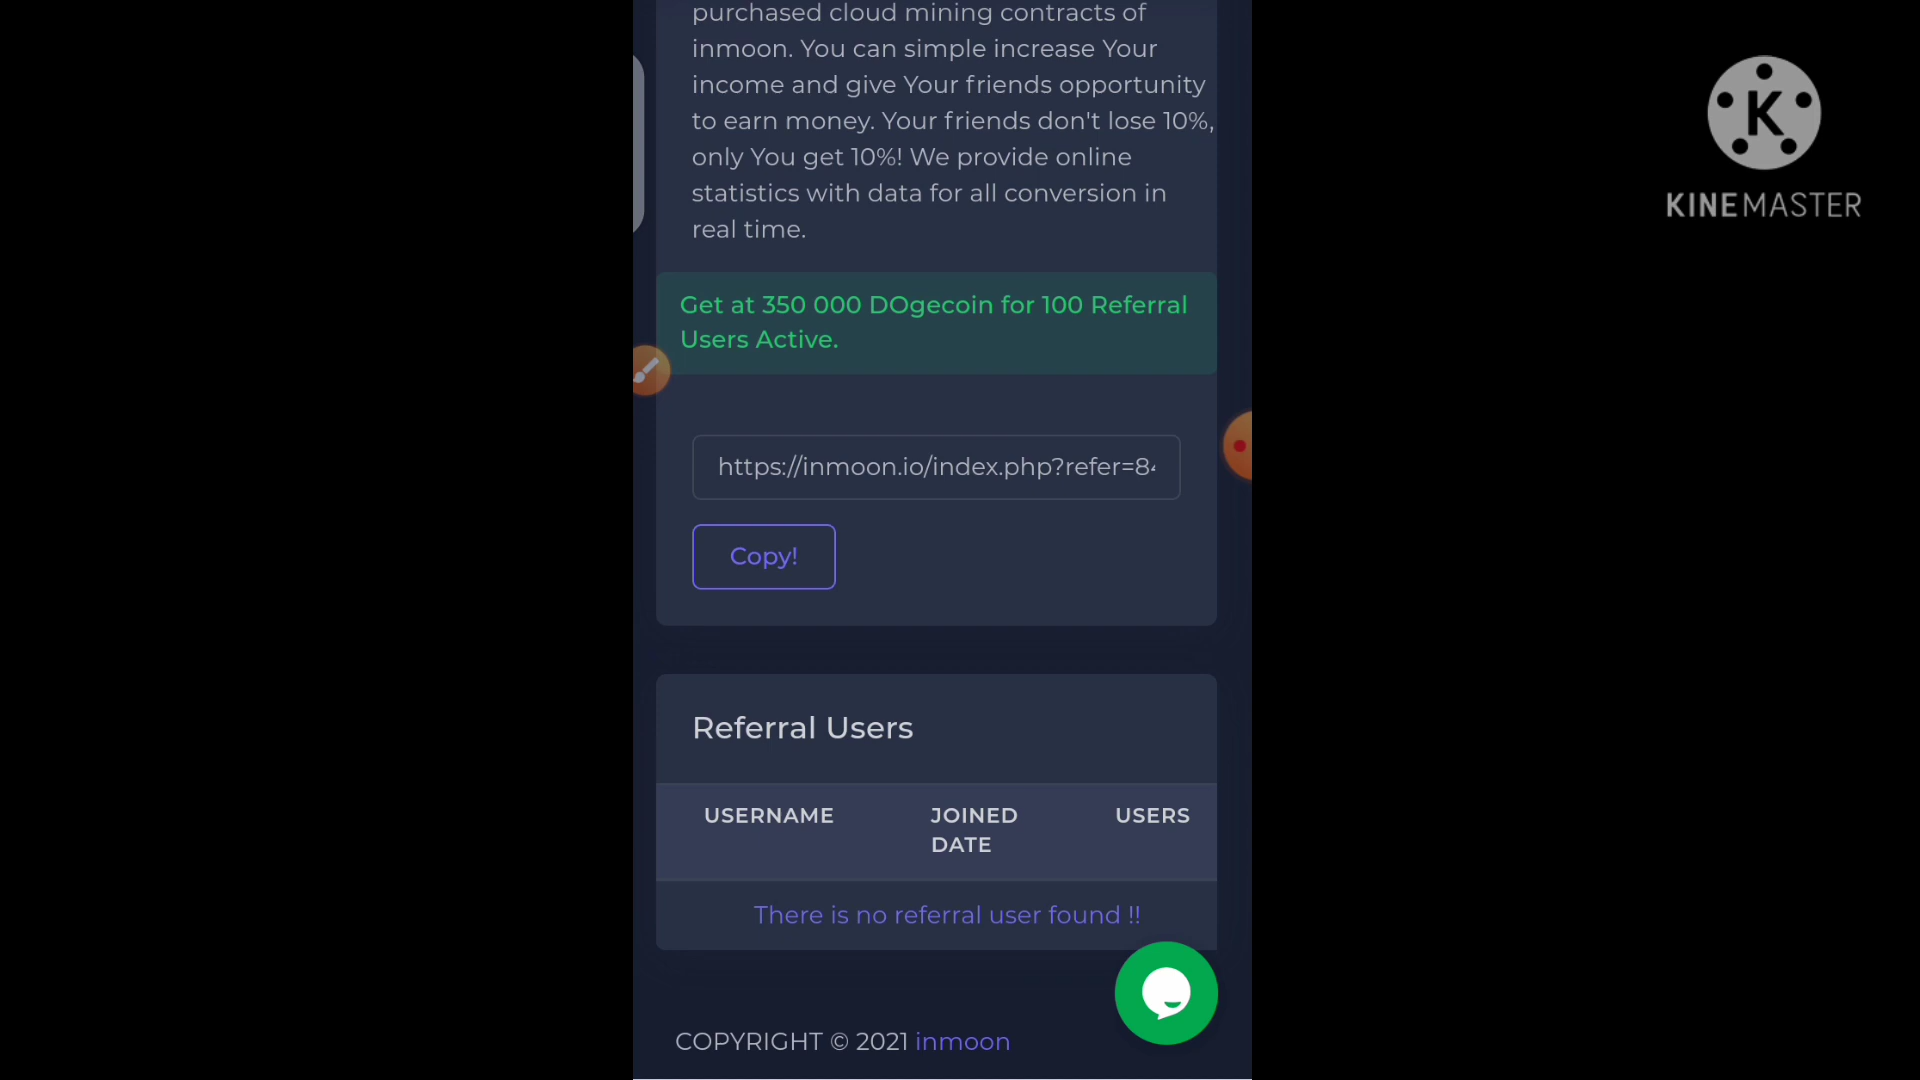 purchased cloud mining contracts of
inmoon. You can simple increase Your
income and give Your friends opportunity
to earn money. Your friends don't lose 10%,
only You get 10%! We provide online
statistics with data for all conversion in
real time.
Get at 350 000 DOgecoin for 100 Referral
Users Active.
https://inmoon.io/index.php?refer=84
Copy!
Referral Users
USERNAME JOINED DATE USERS
There is no referral user found !!
COPYRIGHT © 2021 inmoon
K
KINEMASTER